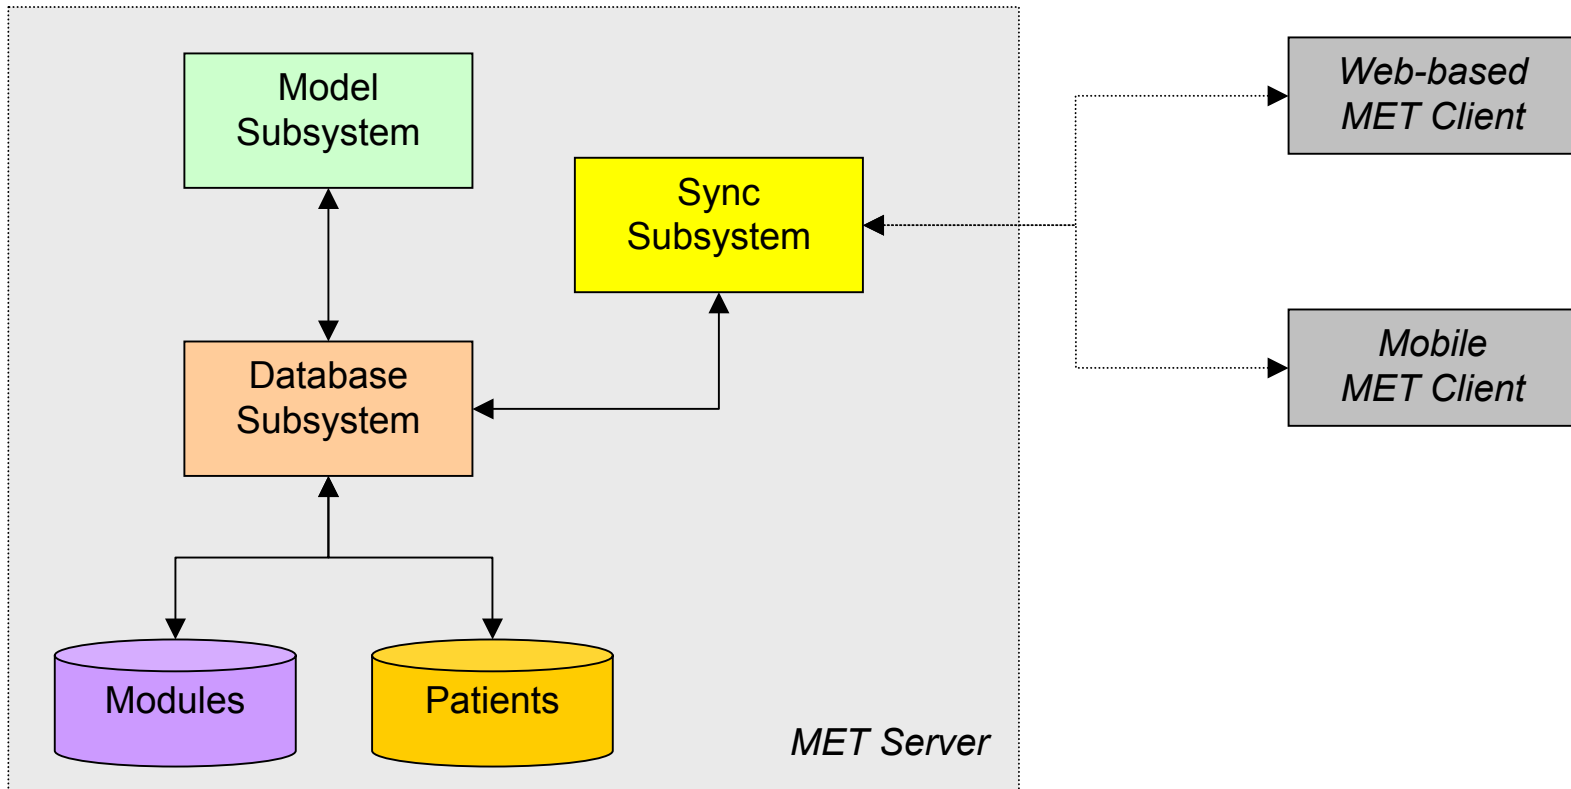 Model
Subsystem
Sync
Subsystem
Database
Subsystem
Modules
Patients
MET Server
Web-based
MET Client
Mobile
MET Client